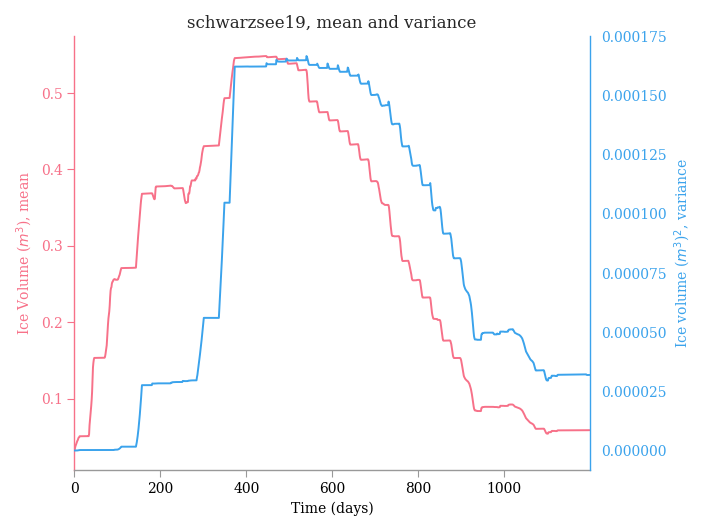 schwarzsee19, mean and variance
Ice Volume (m³), mean
0.5
0.4
0.3
0.2
0.1
0.000175
0.000150
0.000125
0.000100
0.000075
0.000050
0.000025
0.000000
Ice volume (m³)², variance
0 200 400 600 800 1000
Time (days)